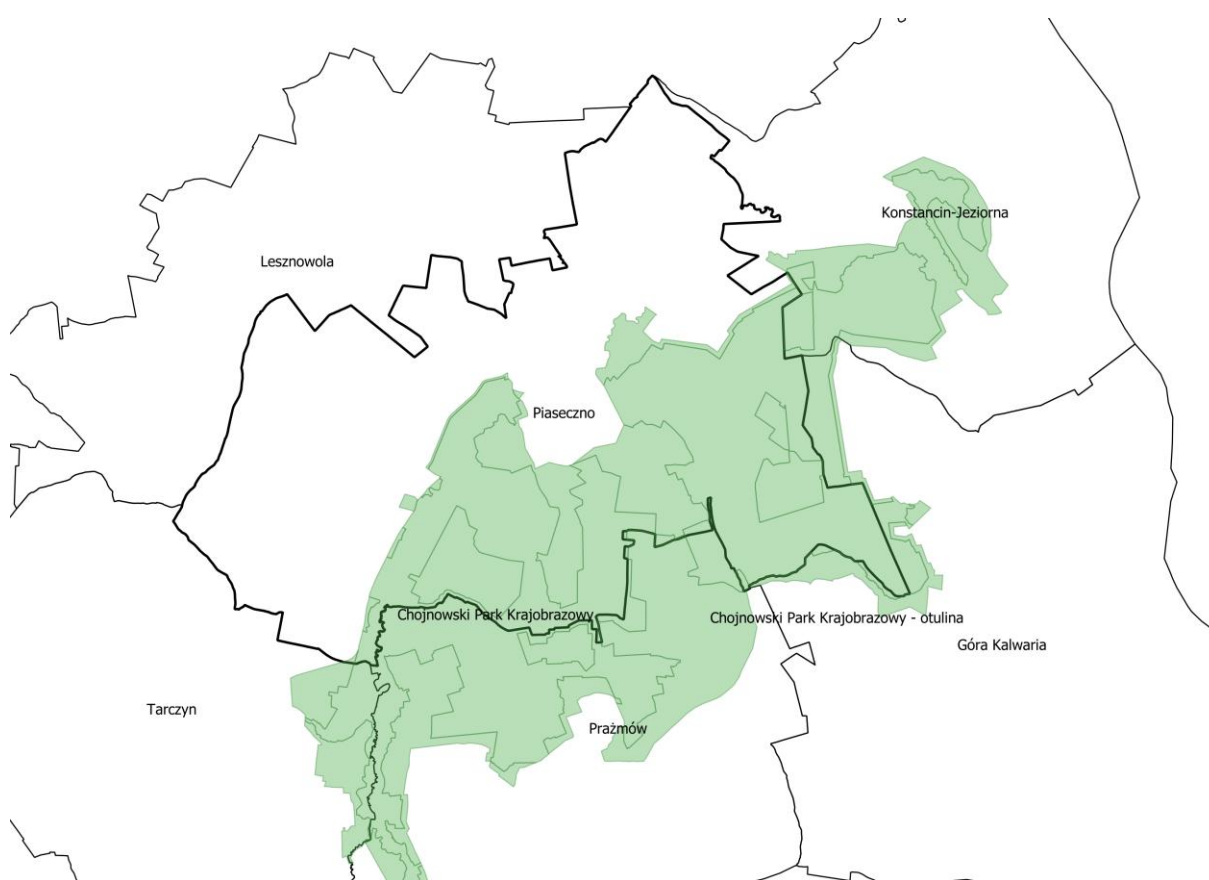 Konstancin-Jeziorna
Lesznowola
Piaseczno
Chojnowski Park Krajobrazowy
Chojnowski Park Krajobrazowy - otulina
Góra Kalwaria
Tarczyn
Prażmów